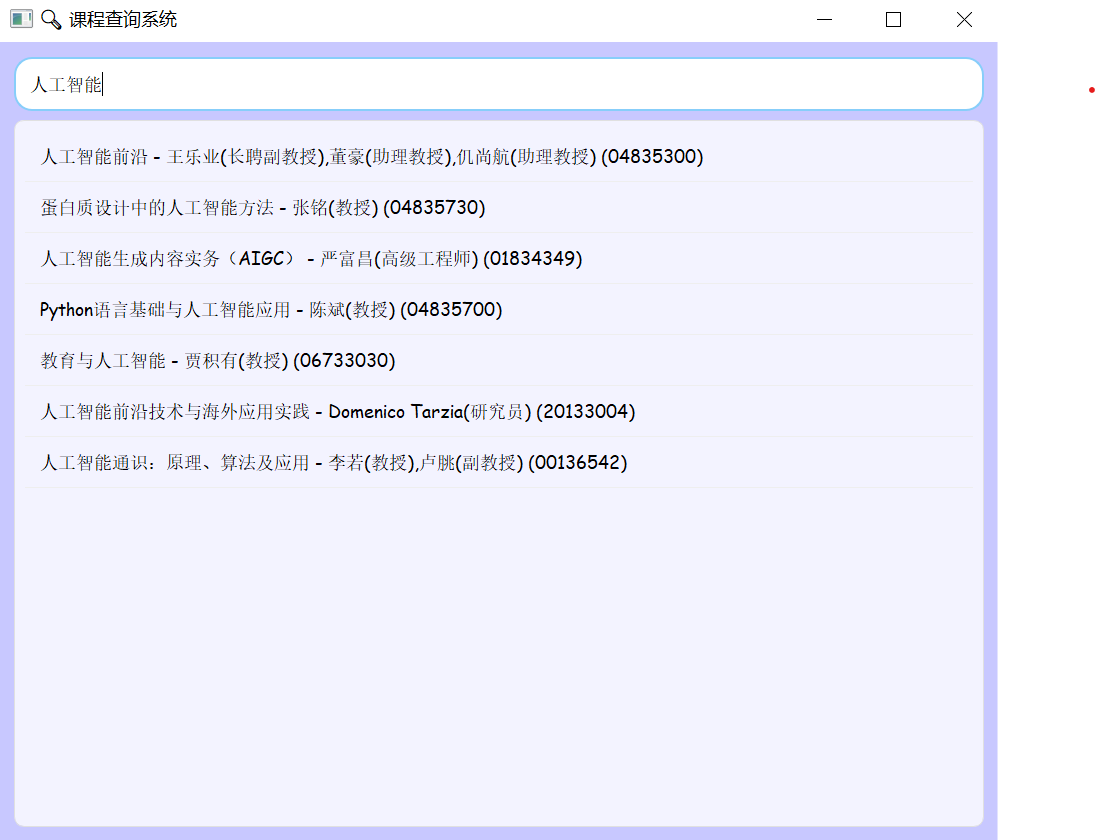 课程查询系统
人工智能
人工智能前沿 - 王乐业(长聘副教授),董豪(助理教授),仉尚航(助理教授) (04835300)
蛋白质设计中的人工智能方法 - 张铭(教授) (04835730)
人工智能生成内容实务（AIGC） - 严富昌(高级工程师) (01834349)
Python语言基础与人工智能应用 - 陈斌(教授) (04835700)
教育与人工智能 - 贾积有(教授) (06733030)
人工智能前沿技术与海外应用实践 - Domenico Tarzia(研究员) (20133004)
人工智能通识：原理、算法及应用 - 李若(教授),卢朓(副教授) (00136542)